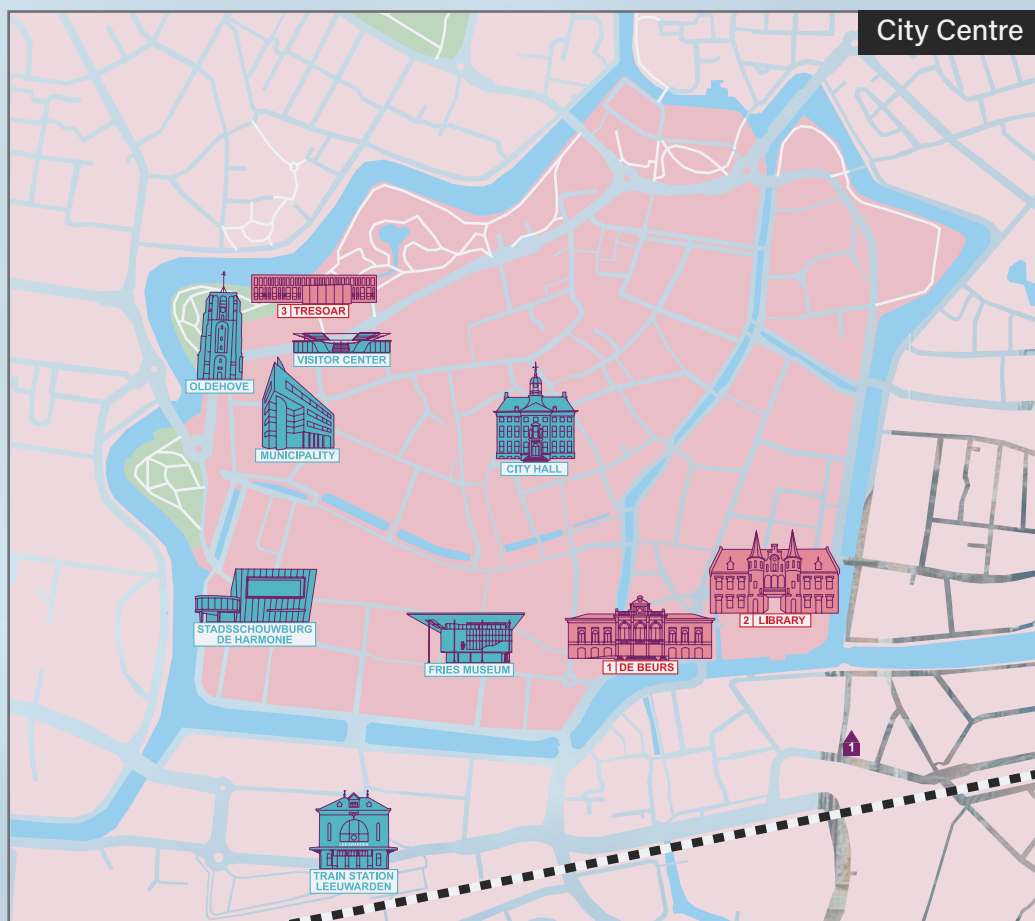 City Centre
3 | TRESOAR
VISITOR CENTER
OLDEHOVE
MUNICIPALITY
CITY HALL
STADSSCHOUWBURG
DE HARMONIE
FRIES MUSEUM
1 | DE BEURS
2 | LIBRARY
1
TRAIN STATION
LEEUWARDEN